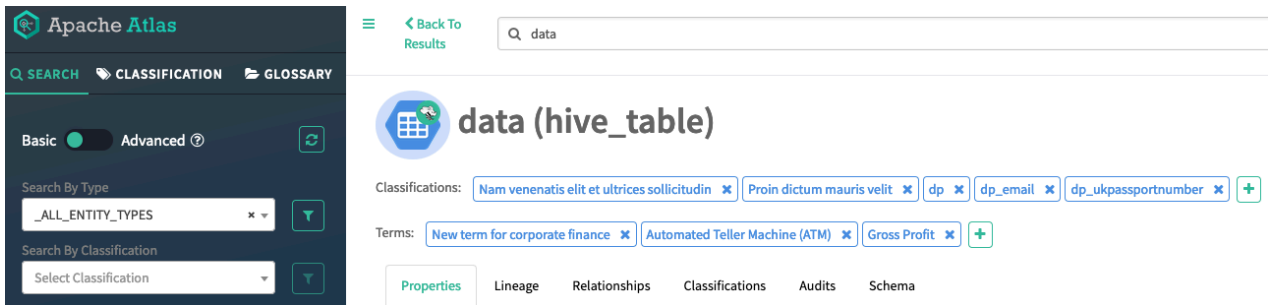 Apache Atlas
SEARCH CLASSIFICATION GLOSSARY
Basic Advanced
Search By Type
_ALL_ENTITY_TYPES
Search By Classification
Select Classification
Back To
Results
data
data (hive_table)
Classifications: Nam venenatis elit et ultrices sollicitudin Proin dictum mauris velit dp dp_email dp_ukpassportnumber
Terms: New term for corporate finance Automated Teller Machine (ATM) Gross Profit
Properties Lineage Relationships Classifications Audits Schema